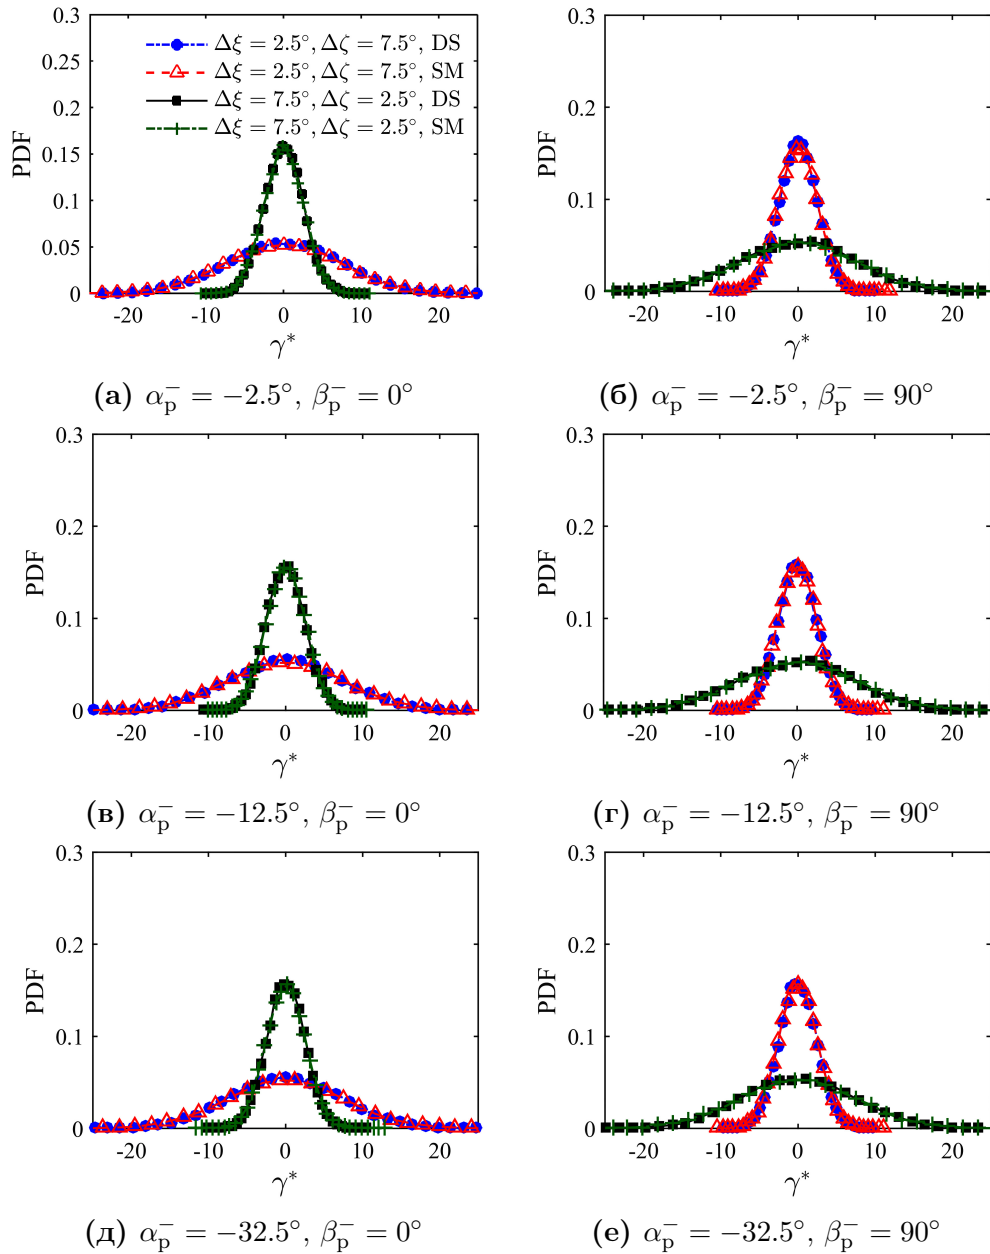 0.3
0.25
0.2
0.15
0.1
0.05
0
PDF
Δξ = 2.5°, Δζ = 7.5°, DS
Δξ = 2.5°, Δζ = 7.5°, SM
Δξ = 7.5°, Δζ = 2.5°, DS
Δξ = 7.5°, Δζ = 2.5°, SM
-20 -10 0 10 20
γ*
(а) α_p^− = −2.5°, β_p^− = 0°
0.3
0.2
0.1
0
PDF
-20 -10 0 10 20
γ*
(б) α_p^− = −2.5°, β_p^− = 90°
0.3
0.2
0.1
0
PDF
-20 -10 0 10 20
γ*
(в) α_p^− = −12.5°, β_p^− = 0°
0.3
0.2
0.1
0
PDF
-20 -10 0 10 20
γ*
(г) α_p^− = −12.5°, β_p^− = 90°
0.3
0.2
0.1
0
PDF
-20 -10 0 10 20
γ*
(д) α_p^− = −32.5°, β_p^− = 0°
0.3
0.2
0.1
0
PDF
-20 -10 0 10 20
γ*
(е) α_p^− = −32.5°, β_p^− = 90°